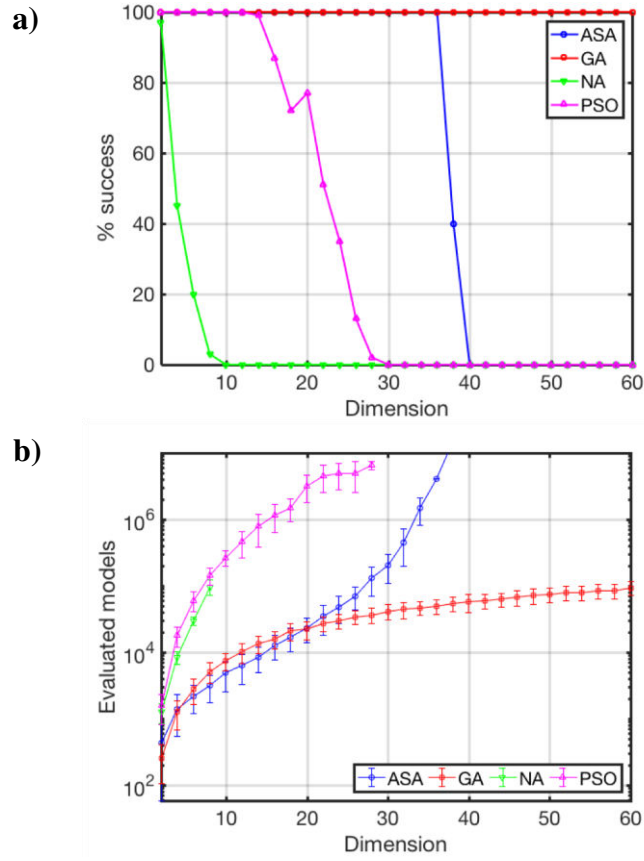 a)
100
80
60
40
20
0
% success
10 20 30 40 50 60
Dimension
ASA
GA
NA
PSO
b)
10^6
10^4
10^2
Evaluated models
ASA GA NA PSO
10 20 30 40 50 60
Dimension